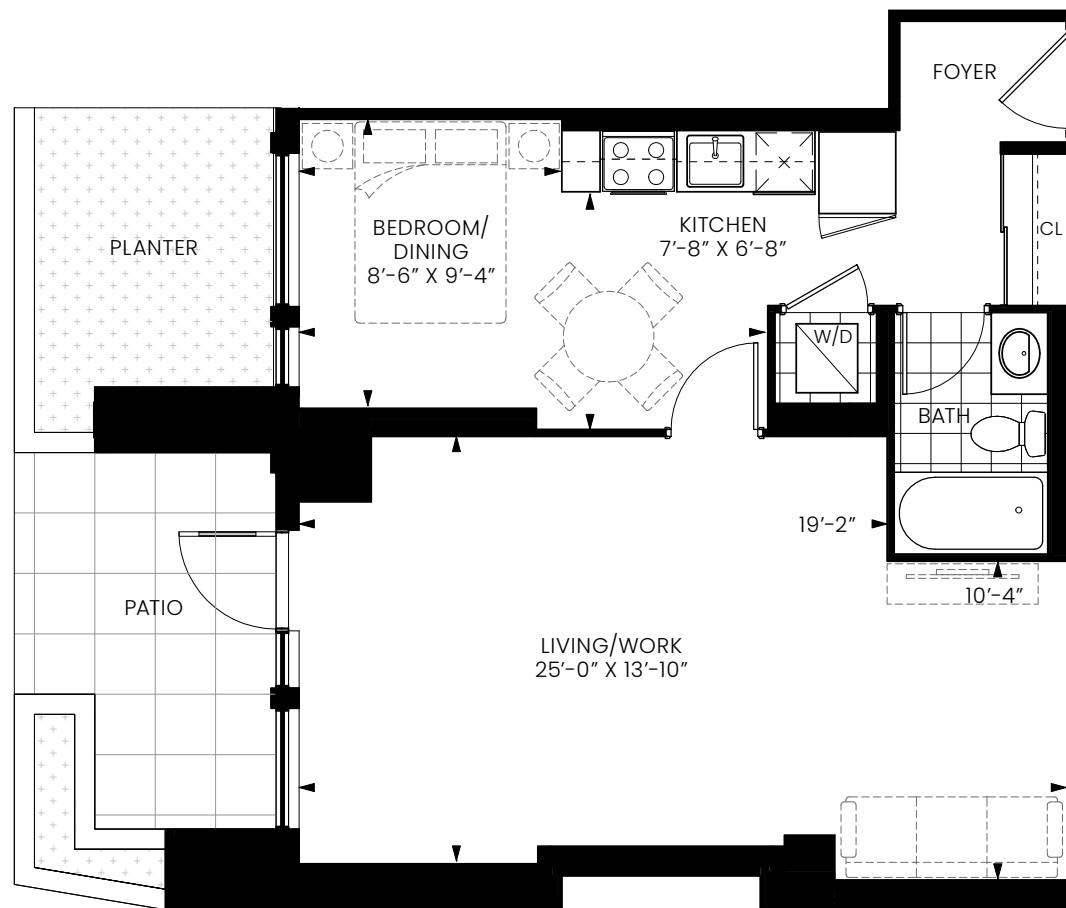 FOYER
PLANTER
BEDROOM/
DINING
8’-6” X 9’-4”
KITCHEN
7’-8” X 6’-8”
CL
W/D
BATH
19’-2”
10’-4”
PATIO
LIVING/WORK
25’-0” X 13’-10”